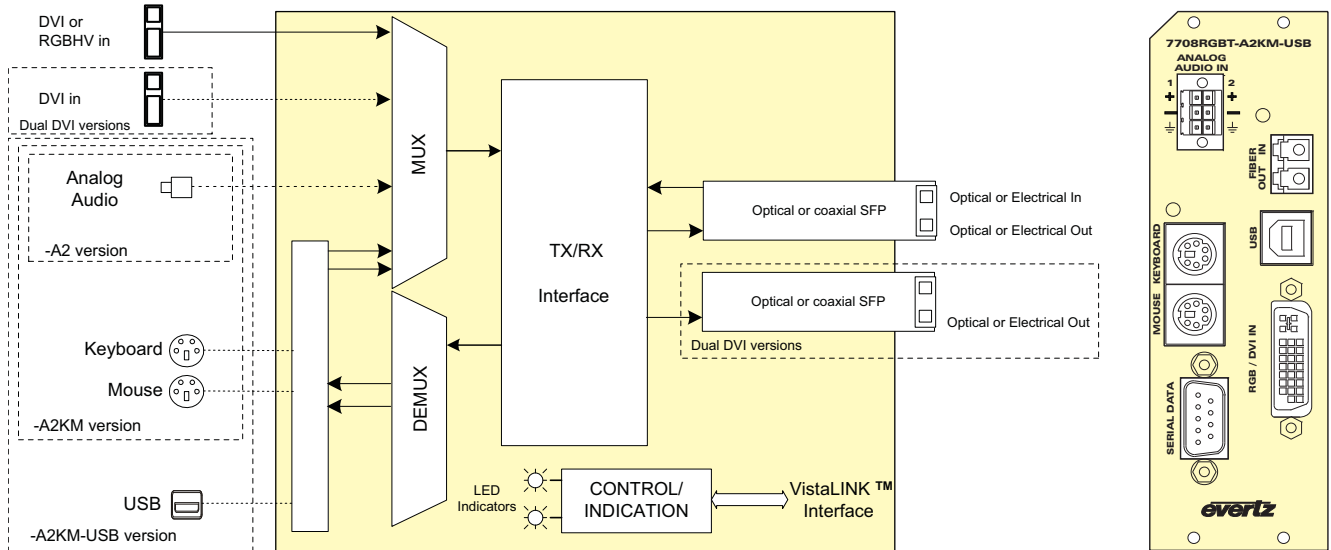 DVI or
RGBHV in
DVI in
Dual DVI versions
Analog
Audio
-A2 version
Keyboard
Mouse
-A2KM version
USB
-A2KM-USB version
MUX
DEMUX
TX/RX
Interface
Optical or coaxial SFP
Optical or Electrical In
Optical or Electrical Out
Optical or coaxial SFP
Optical or Electrical Out
Dual DVI versions
LED
Indicators
CONTROL/
INDICATION
VistaLINK ™
Interface
7708RGBT-A2KM-USB
ANALOG
AUDIO IN
1
2
+
+
FIBER
OUT IN
USB
KEYBOARD
MOUSE
RGB / DVI IN
SERIAL DATA
evertz